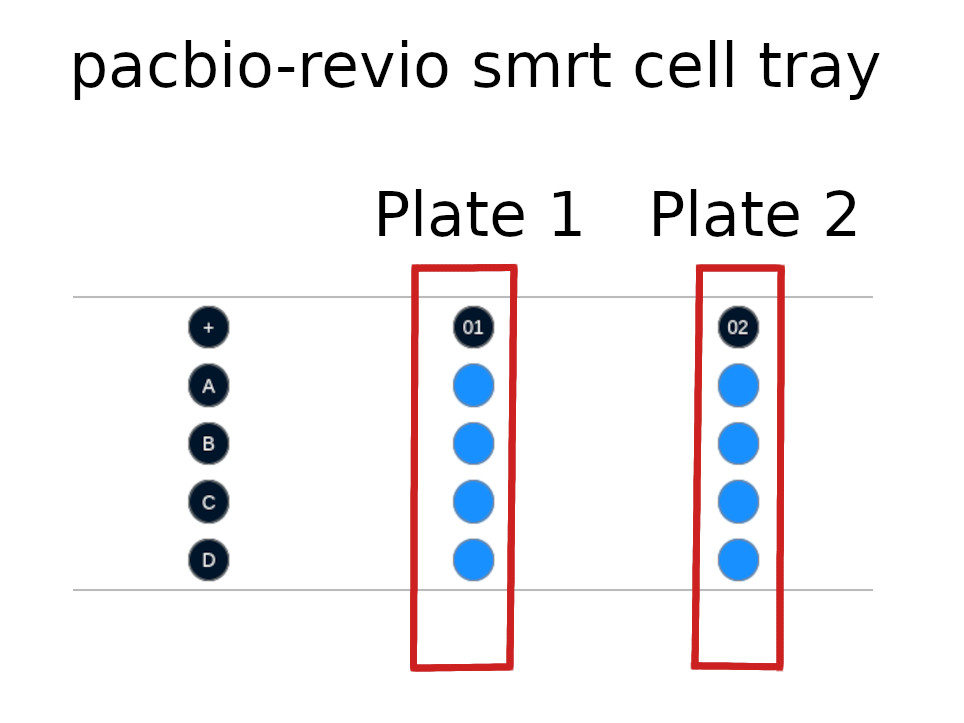 pacbio-revio smrt cell tray
Plate 1 Plate 2
+ 01 02
A
B
C
D